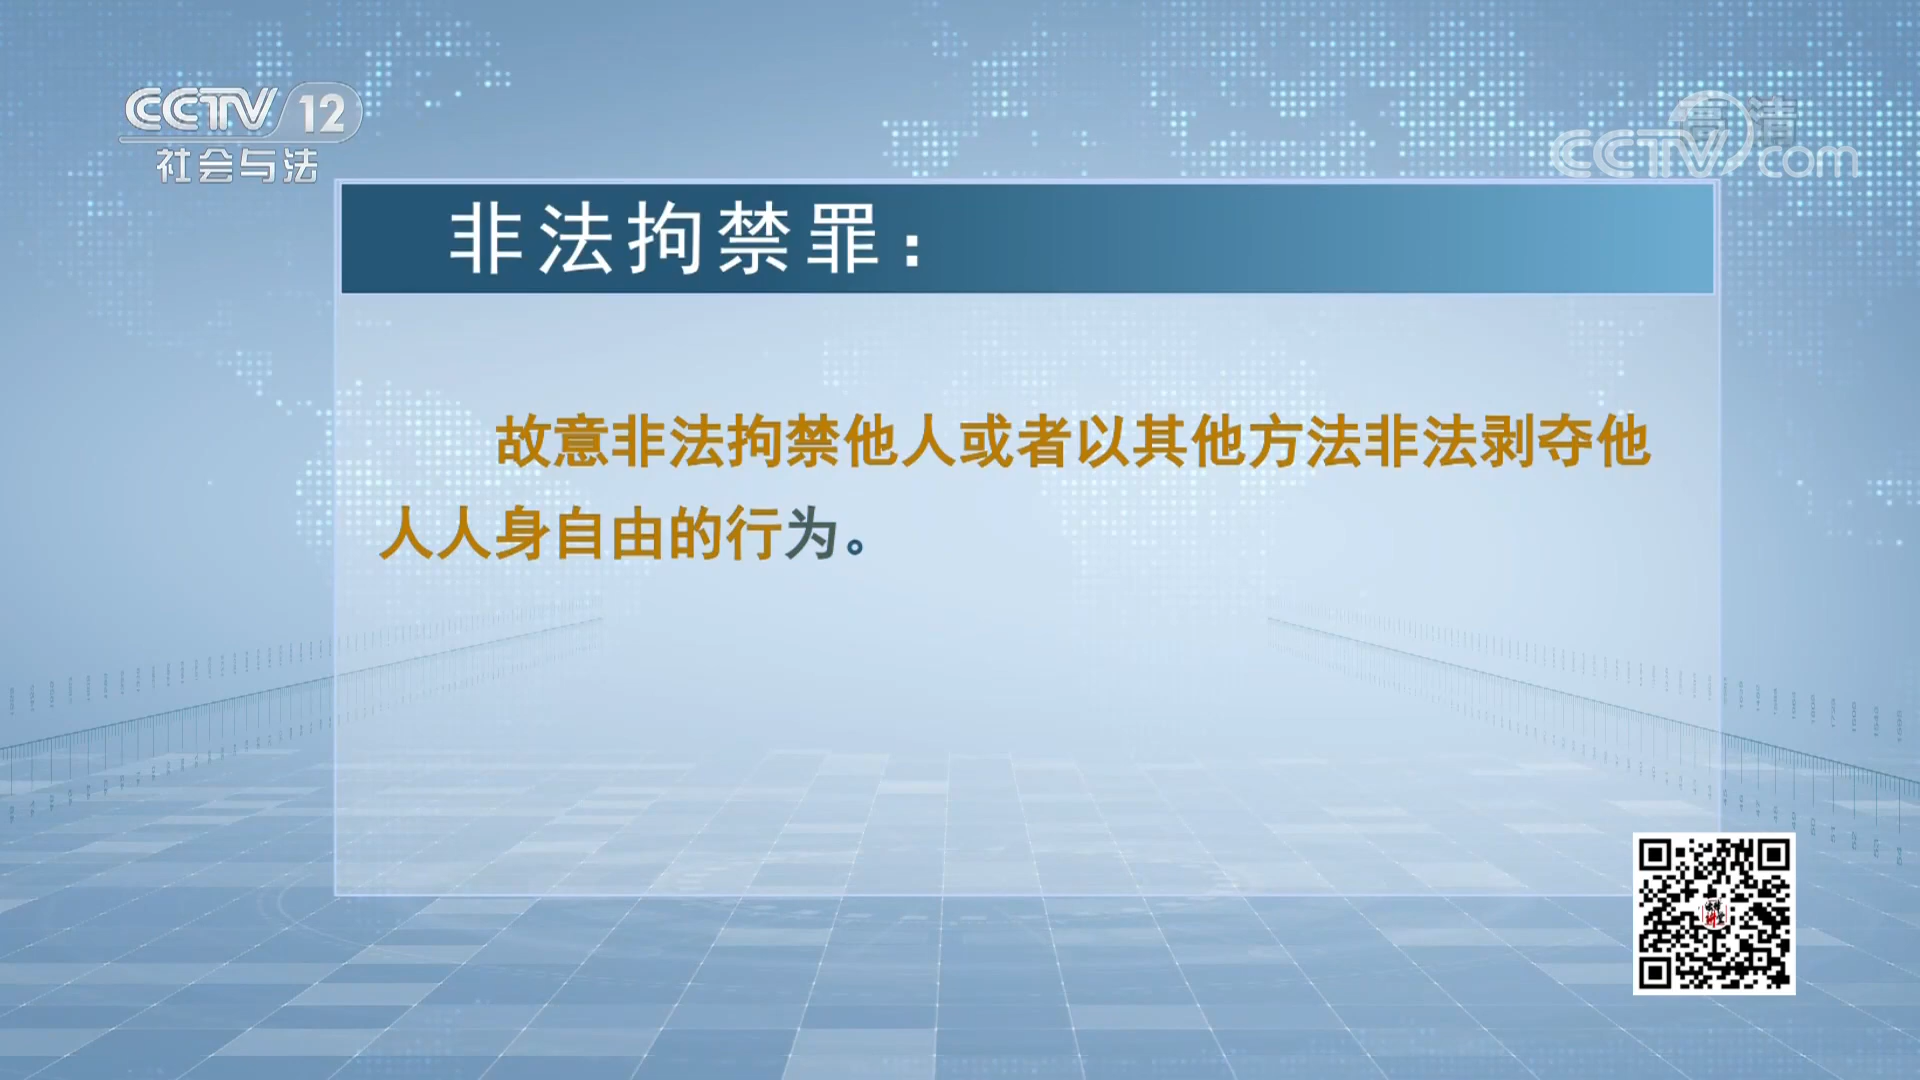 CCTV 12
社会与法
高清
CCTV.com
非法拘禁罪：
故意非法拘禁他人或者以其他方法非法剥夺他
人人身自由的行为。